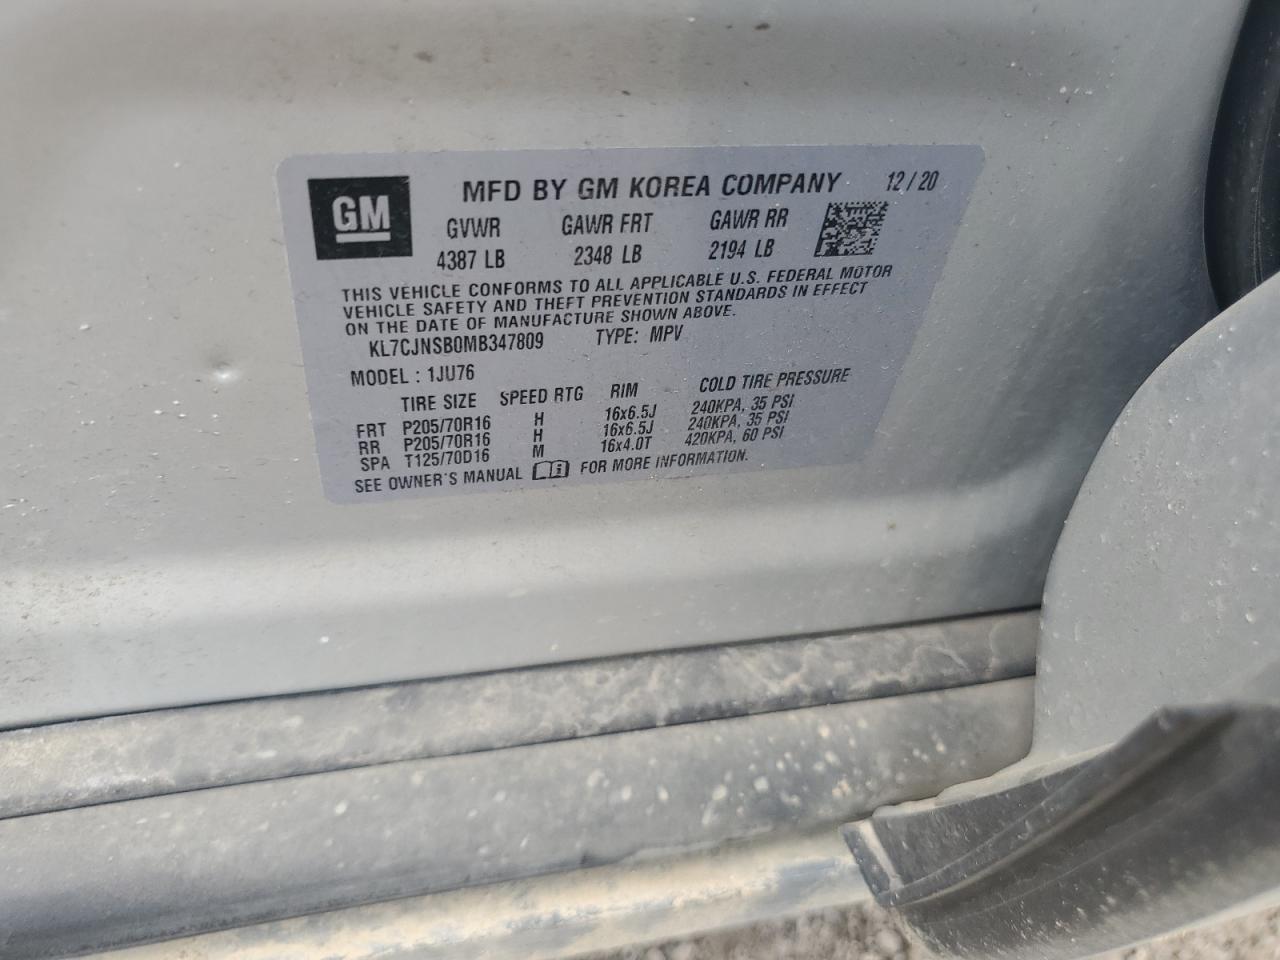 GM MFD BY GM KOREA COMPANY 12/20
GVWR GAWR FRT GAWR RR
4387 LB 2348 LB 2194 LB
THIS VEHICLE CONFORMS TO ALL APPLICABLE U.S. FEDERAL MOTOR
VEHICLE SAFETY AND THEFT PREVENTION STANDARDS IN EFFECT
ON THE DATE OF MANUFACTURE SHOWN ABOVE.
KL7CJNSB0MB347809 TYPE: MPV
MODEL : 1JU76
TIRE SIZE SPEED RTG RIM COLD TIRE PRESSURE
FRT P205/70R16 H 16x6.5J 240KPA, 35 PSI
RR P205/70R16 H 16x6.5J 240KPA, 35 PSI
SPA T125/70D16 M 16x4.0T 420KPA, 60 PSI
SEE OWNER'S MANUAL FOR MORE INFORMATION.